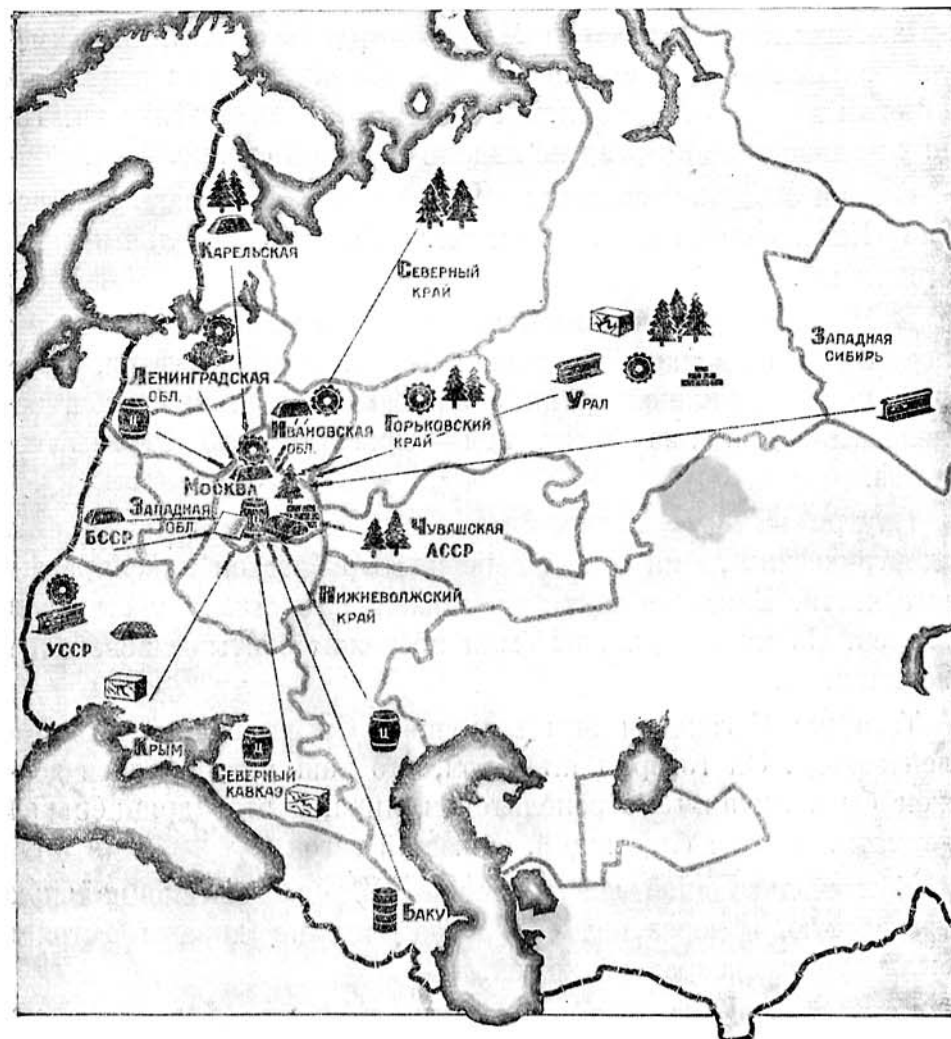 Карельская
Северный
край
Западная
Сибирь
Ленинградская
обл.
Ц
Ивановская
обл.
Горьковский
край
Урал
Москва
Западная
обл.
Ц
БССР
Чувашская
АССР
Нижневолжский
край
УССР
Крым
Ц
Северный
Кавказ
Ц
Баку